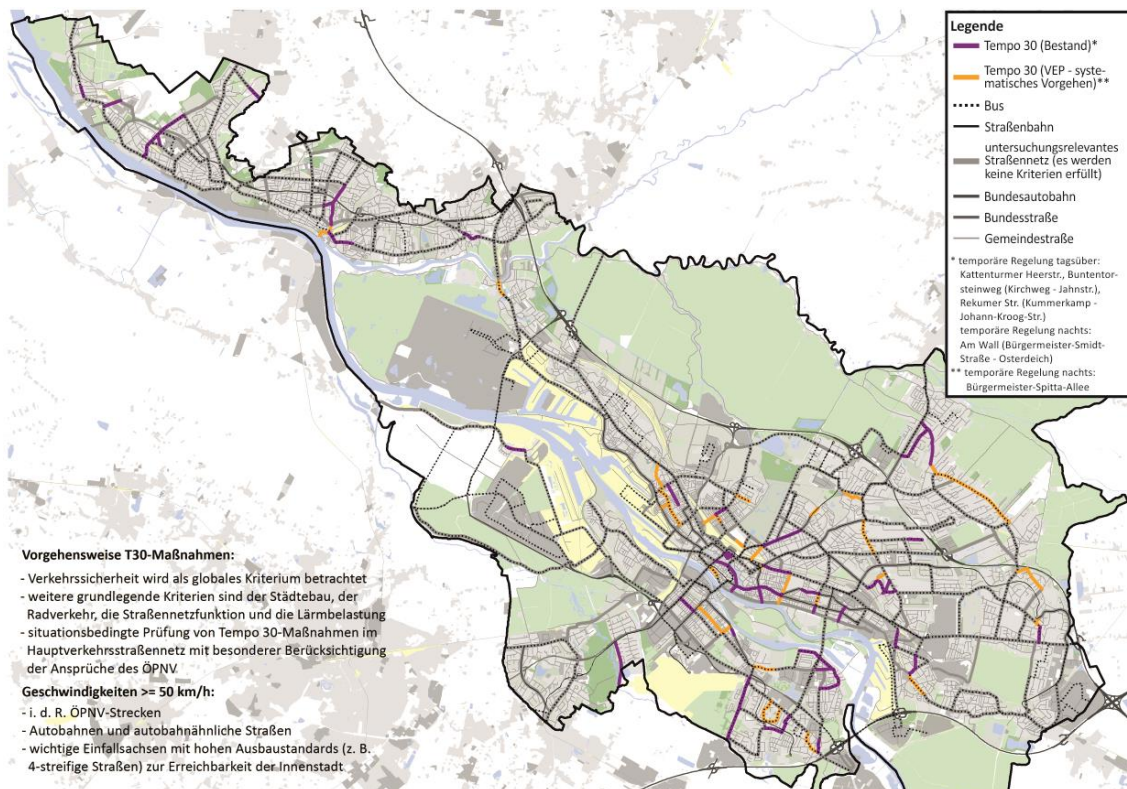 Legende
Tempo 30 (Bestand)*
Tempo 30 (VEP - syste-
matisches Vorgehen)**
Bus
Straßenbahn
untersuchungsrelevantes
Straßennetz (es werden
keine Kriterien erfüllt)
Bundesautobahn
Bundesstraße
Gemeindestraße
* temporäre Regelung tagsüber:
Kattenturmer Heerstr., Buntentor-
steinweg (Kirchweg - Jahnstr.),
Rekumer Str. (Kummerkamp -
Johann-Kroog-Str.)
temporäre Regelung nachts:
Am Wall (Bürgermeister-Smidt-
Straße - Osterdeich)
** temporäre Regelung nachts:
Bürgermeister-Spitta-Allee
Vorgehensweise T30-Maßnahmen:
- Verkehrssicherheit wird als globales Kriterium betrachtet
- weitere grundlegende Kriterien sind der Städtebau, der
Radverkehr, die Straßennetzfunktion und die Lärmbelastung
- situationsbedingte Prüfung von Tempo 30-Maßnahmen im
Hauptverkehrsstraßennetz mit besonderer Berücksichtigung
der Ansprüche des ÖPNV
Geschwindigkeiten >= 50 km/h:
- i. d. R. ÖPNV-Strecken
- Autobahnen und autobahnähnliche Straßen
- wichtige Einfallsachsen mit hohen Ausbaustandards (z. B.
4-streifige Straßen) zur Erreichbarkeit der Innenstadt